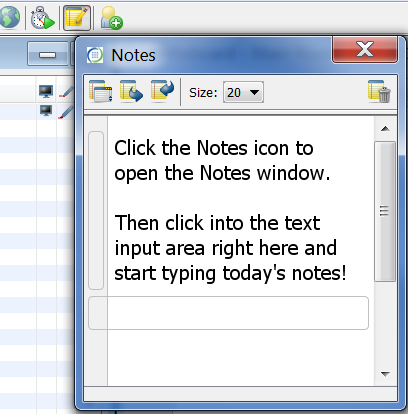 Notes
Size: 20
Click the Notes icon to
open the Notes window.
Then click into the text
input area right here and
start typing today's notes!